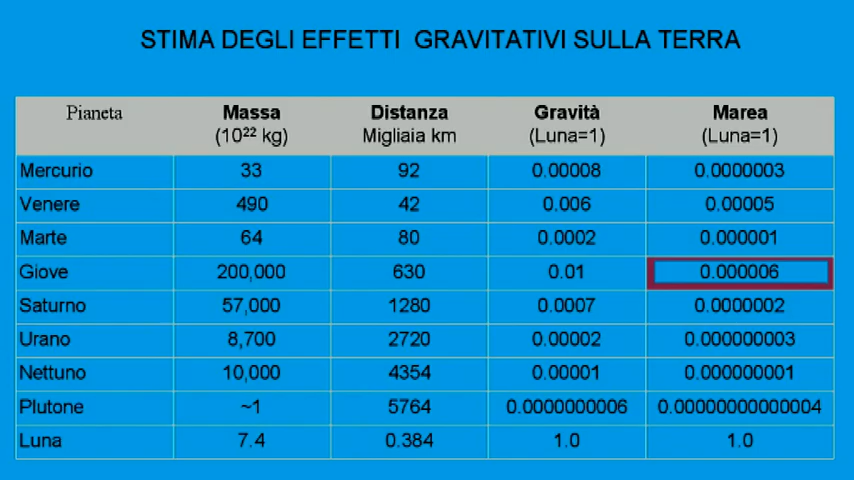 STIMA DEGLI EFFETTI GRAVITATIVI SULLA TERRA
Pianeta Massa Distanza Gravità Marea
(10²² kg) Migliaia km (Luna=1) (Luna=1)
Mercurio 33 92 0.00008 0.0000003
Venere 490 42 0.006 0.00005
Marte 64 80 0.0002 0.000001
Giove 200,000 630 0.01 0.000006
Saturno 57,000 1280 0.0007 0.0000002
Urano 8,700 2720 0.00002 0.000000003
Nettuno 10,000 4354 0.00001 0.000000001
Plutone ~1 5764 0.0000000006 0.00000000000004
Luna 7.4 0.384 1.0 1.0